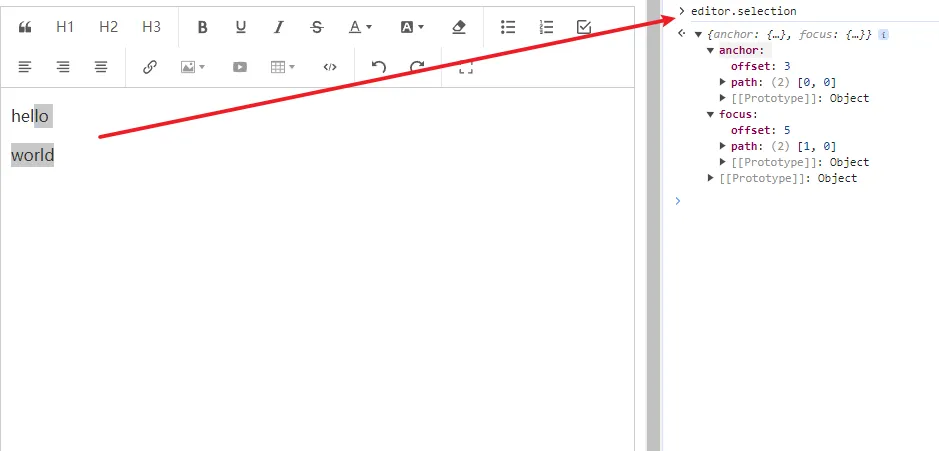 H1 H2 H3 B U I S A A
hello
world
editor.selection
{anchor: {…}, focus: {…}} i
anchor:
offset: 3
path: (2) [0, 0]
[[Prototype]]: Object
focus:
offset: 5
path: (2) [1, 0]
[[Prototype]]: Object
[[Prototype]]: Object